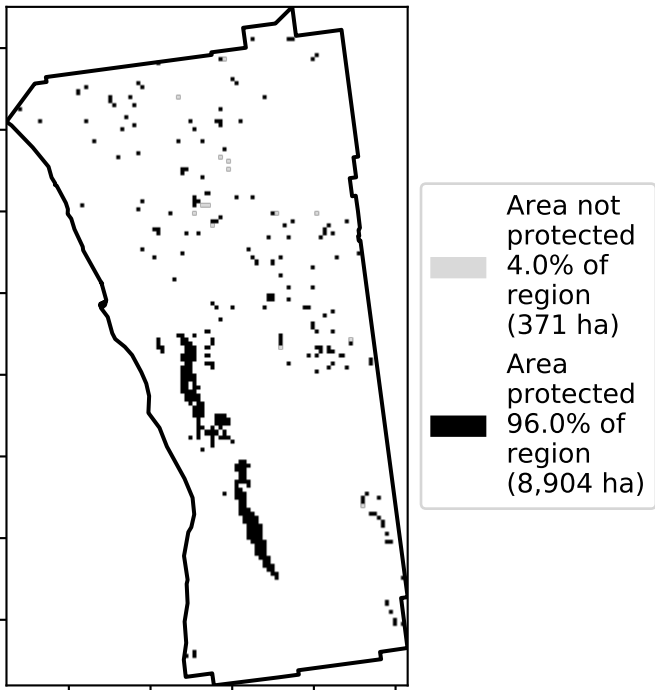 Area not
protected
4.0% of
region
(371 ha)
Area
protected
96.0% of
region
(8,904 ha)